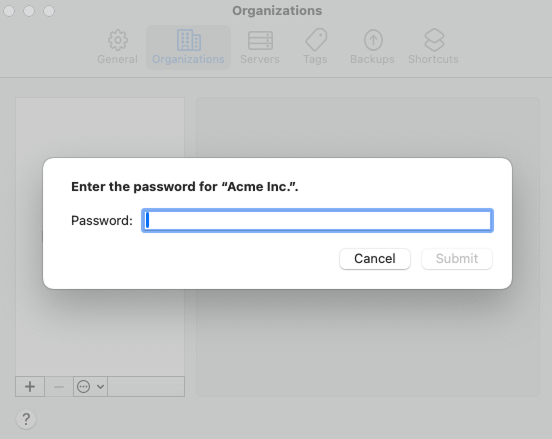 Organizations
General Organizations Servers Tags Backups Shortcuts
Enter the password for “Acme Inc.”.
Password:
Cancel Submit
?